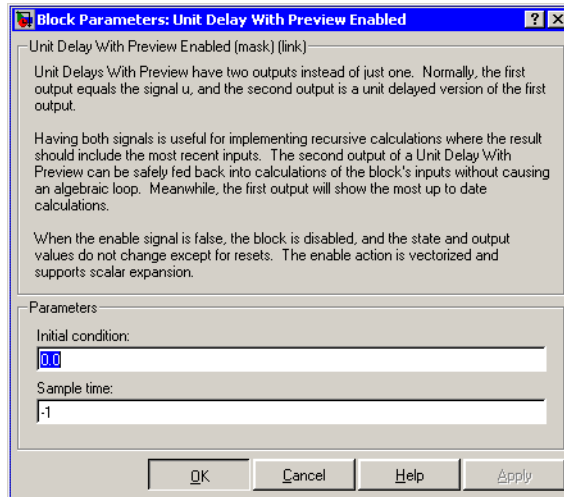 Block Parameters: Unit Delay With Preview Enabled
Unit Delay With Preview Enabled (mask) (link)
Unit Delays With Preview have two outputs instead of just one. Normally, the first
output equals the signal u, and the second output is a unit delayed version of the first
output.
Having both signals is useful for implementing recursive calculations where the result
should include the most recent inputs. The second output of a Unit Delay With
Preview can be safely fed back into calculations of the block's inputs without causing
an algebraic loop. Meanwhile, the first output will show the most up to date
calculations.
When the enable signal is false, the block is disabled, and the state and output
values do not change except for resets. The enable action is vectorized and
supports scalar expansion.
Parameters
Initial condition:
0.0
Sample time:
-1
OK Cancel Help Apply